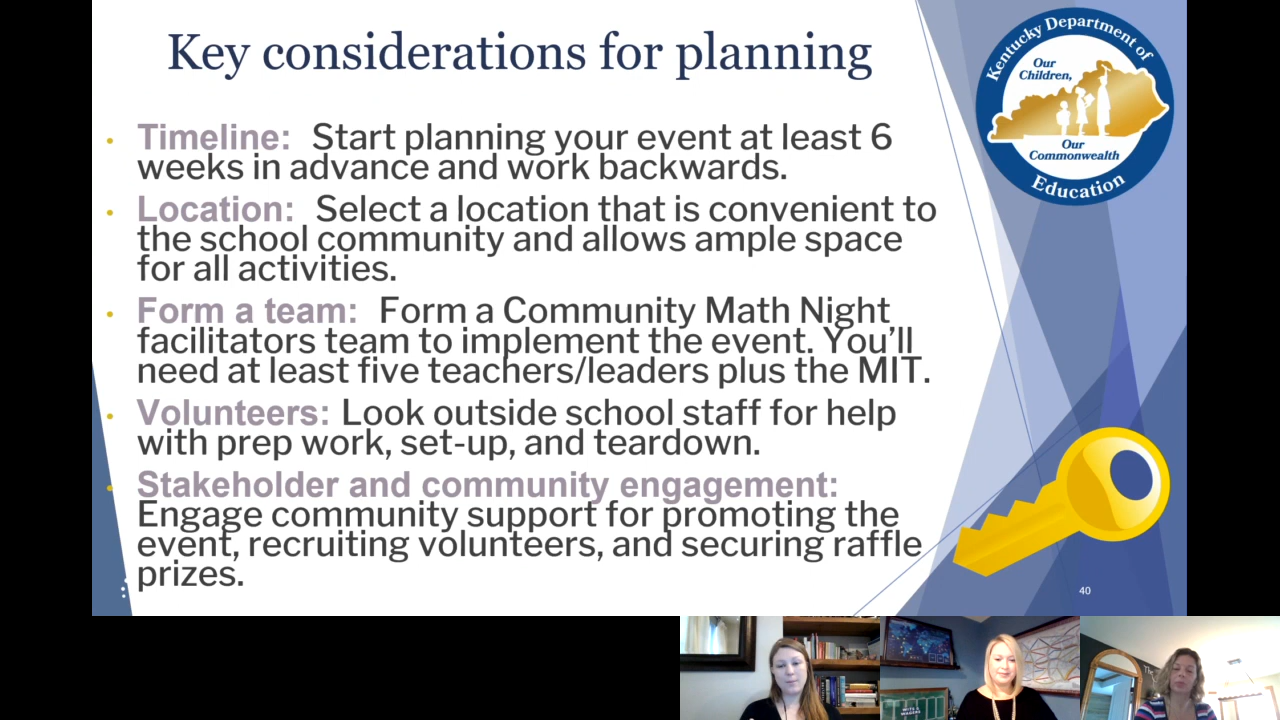 Key considerations for planning
Kentucky Department of
Our
Children,
Our
Commonwealth
Education
• Timeline: Start planning your event at least 6
weeks in advance and work backwards.
• Location: Select a location that is convenient to
the school community and allows ample space
for all activities.
• Form a team: Form a Community Math Night
facilitators team to implement the event. You’ll
need at least five teachers/leaders plus the MIT.
• Volunteers: Look outside school staff for help
with prep work, set-up, and teardown.
• Stakeholder and community engagement:
Engage community support for promoting the
event, recruiting volunteers, and securing raffle
prizes.
40